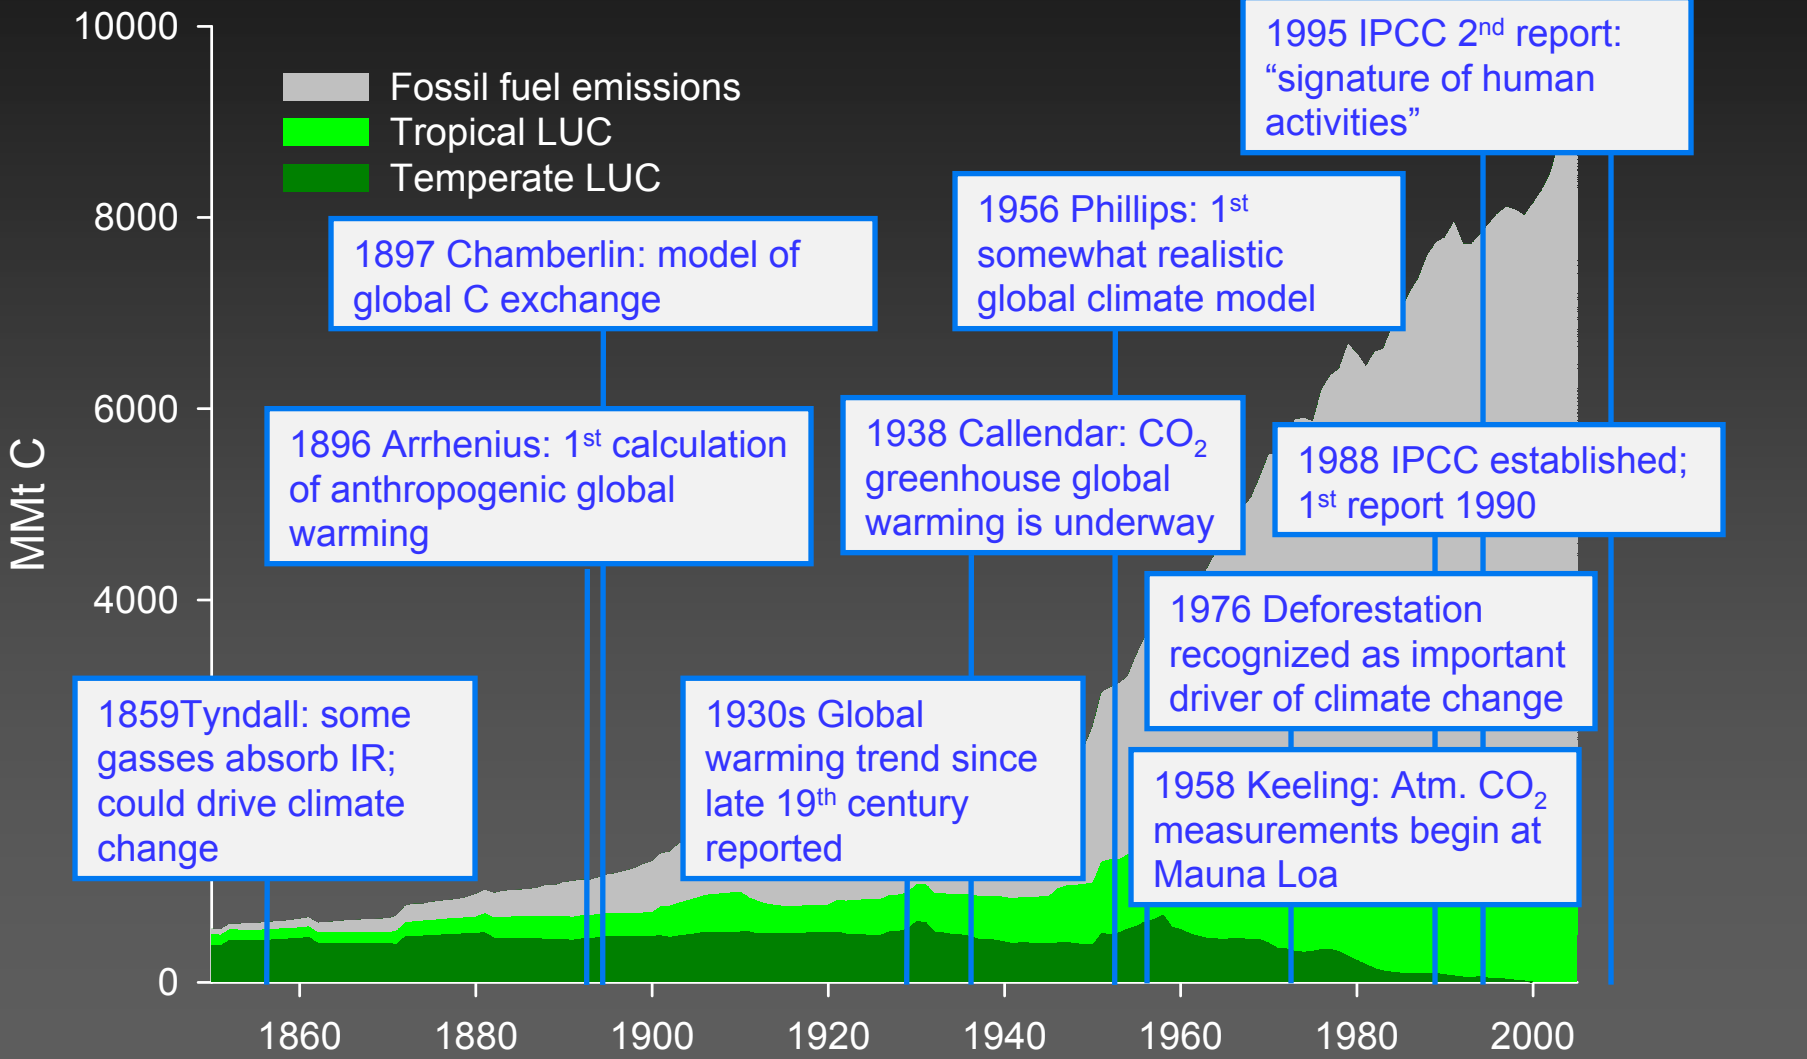 10000
8000
6000
4000
0
MMt C
Fossil fuel emissions
Tropical LUC
Temperate LUC
1995 IPCC 2nd report:
“signature of human
activities”
1897 Chamberlin: model of
global C exchange
1956 Phillips: 1st
somewhat realistic
global climate model
1896 Arrhenius: 1st calculation
of anthropogenic global
warming
1938 Callendar: CO2
greenhouse global
warming is underway
1988 IPCC established;
1st report 1990
1976 Deforestation
recognized as important
driver of climate change
1859Tyndall: some
gasses absorb IR;
could drive climate
change
1930s Global
warming trend since
late 19th century
reported
1958 Keeling: Atm. CO2
measurements begin at
Mauna Loa
1860 1880 1900 1920 1940 1960 1980 2000